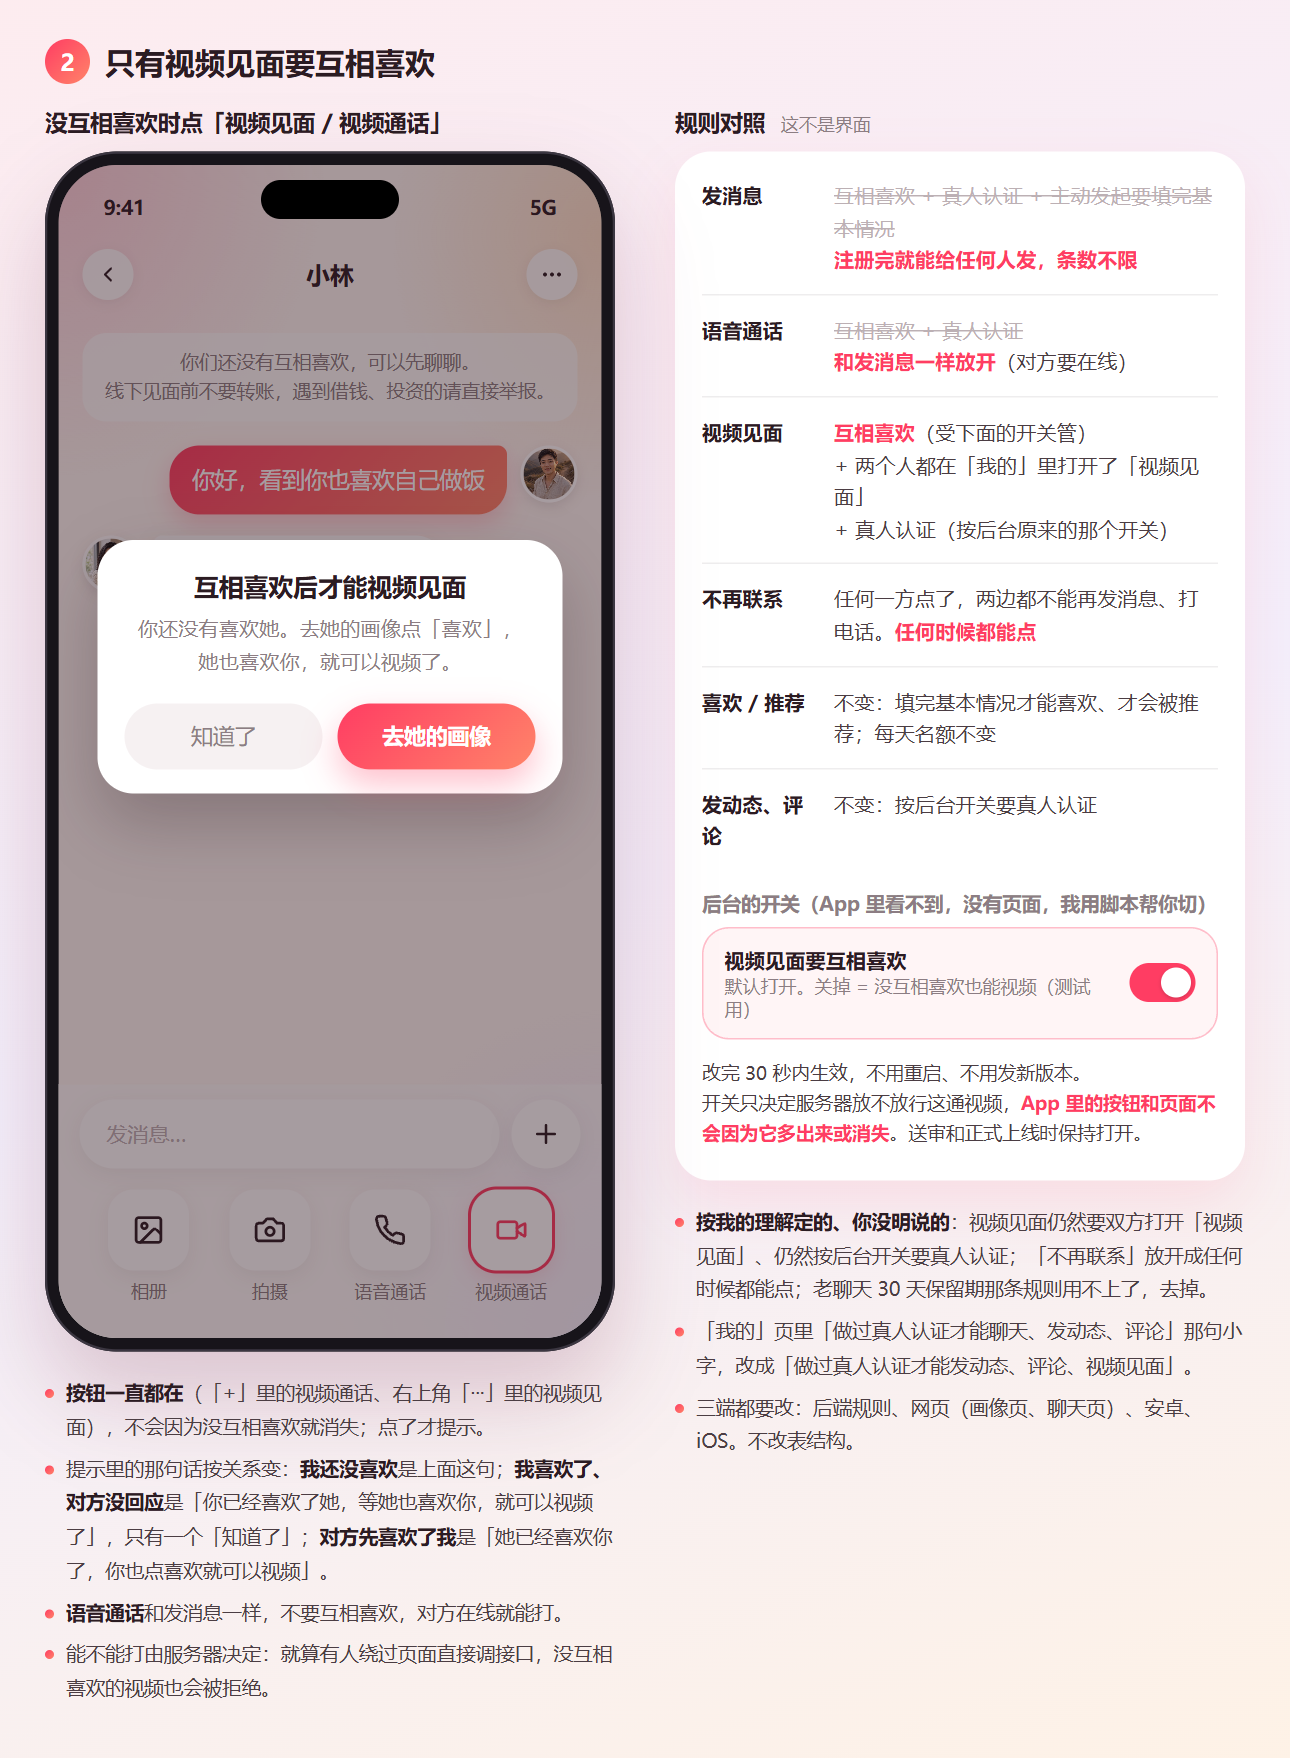 2 只有视频见面要互相喜欢
没互相喜欢时点「视频见面 / 视频通话」
9:41
5G
小林
你们还没有互相喜欢，可以先聊聊。
线下见面前不要转账，遇到借钱、投资的请直接举报。
你好，看到你也喜欢自己做饭
互相喜欢后才能视频见面
你还没有喜欢她。去她的画像点「喜欢」，
她也喜欢你，就可以视频了。
知道了
去她的画像
发消息...
相册
拍摄
语音通话
视频通话
按钮一直都在（「+」里的视频通话、右上角「···」里的视频见
面），不会因为没互相喜欢就消失；点了才提示。
提示里的那句话按关系变：我还没喜欢是上面这句；我喜欢了、
对方没回应是「你已经喜欢了她，等她也喜欢你，就可以视频
了」，只有一个「知道了」；对方先喜欢了我是「她已经喜欢你
了，你也点喜欢就可以视频」。
语音通话和发消息一样，不要互相喜欢，对方在线就能打。
能不能打由服务器决定：就算有人绕过页面直接调接口，没互相
喜欢的视频也会被拒绝。
规则对照 这不是界面
发消息
互相喜欢 + 真人认证 + 主动发起要填完基
本情况
注册完就能给任何人发，条数不限
语音通话
互相喜欢 + 真人认证
和发消息一样放开（对方要在线）
视频见面
互相喜欢（受下面的开关管）
+ 两个人都在「我的」里打开了「视频见
面」
+ 真人认证（按后台原来的那个开关）
不再联系
任何一方点了，两边都不能再发消息、打
电话。任何时候都能点
喜欢 / 推荐
不变：填完基本情况才能喜欢、才会被推
荐；每天名额不变
发动态、评
论
不变：按后台开关要真人认证
后台的开关（App 里看不到，没有页面，我用脚本帮你切）
视频见面要互相喜欢
默认打开。关掉 = 没互相喜欢也能视频（测试
用）
改完 30 秒内生效，不用重启、不用发新版本。
开关只决定服务器放不放行这通视频，App 里的按钮和页面不
会因为它多出来或消失。送审和正式上线时保持打开。
按我的理解定的、你没明说的：视频见面仍然要双方打开「视频
见面」、仍然按后台开关要真人认证；「不再联系」放开成任何
时候都能点；老聊天 30 天保留期那条规则用不上了，去掉。
「我的」页里「做过真人认证才能聊天、发动态、评论」那句小
字，改成「做过真人认证才能发动态、评论、视频见面」。
三端都要改：后端规则、网页（画像页、聊天页）、安卓、
iOS。不改表结构。